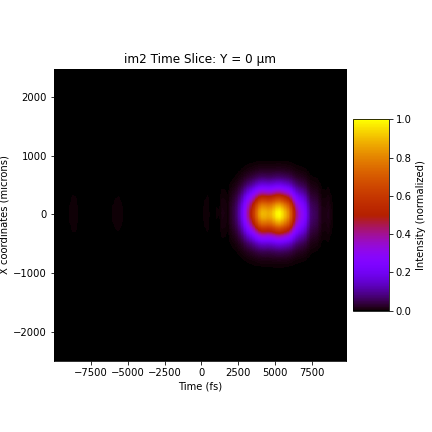 im2 Time Slice: Y = 0 μm
2000
1000
0
−1000
−2000
X coordinates (microns)
−7500 −5000 −2500 0 2500 5000 7500
Time (fs)
1.0
0.8
0.6
0.4
0.2
0.0
Intensity (normalized)